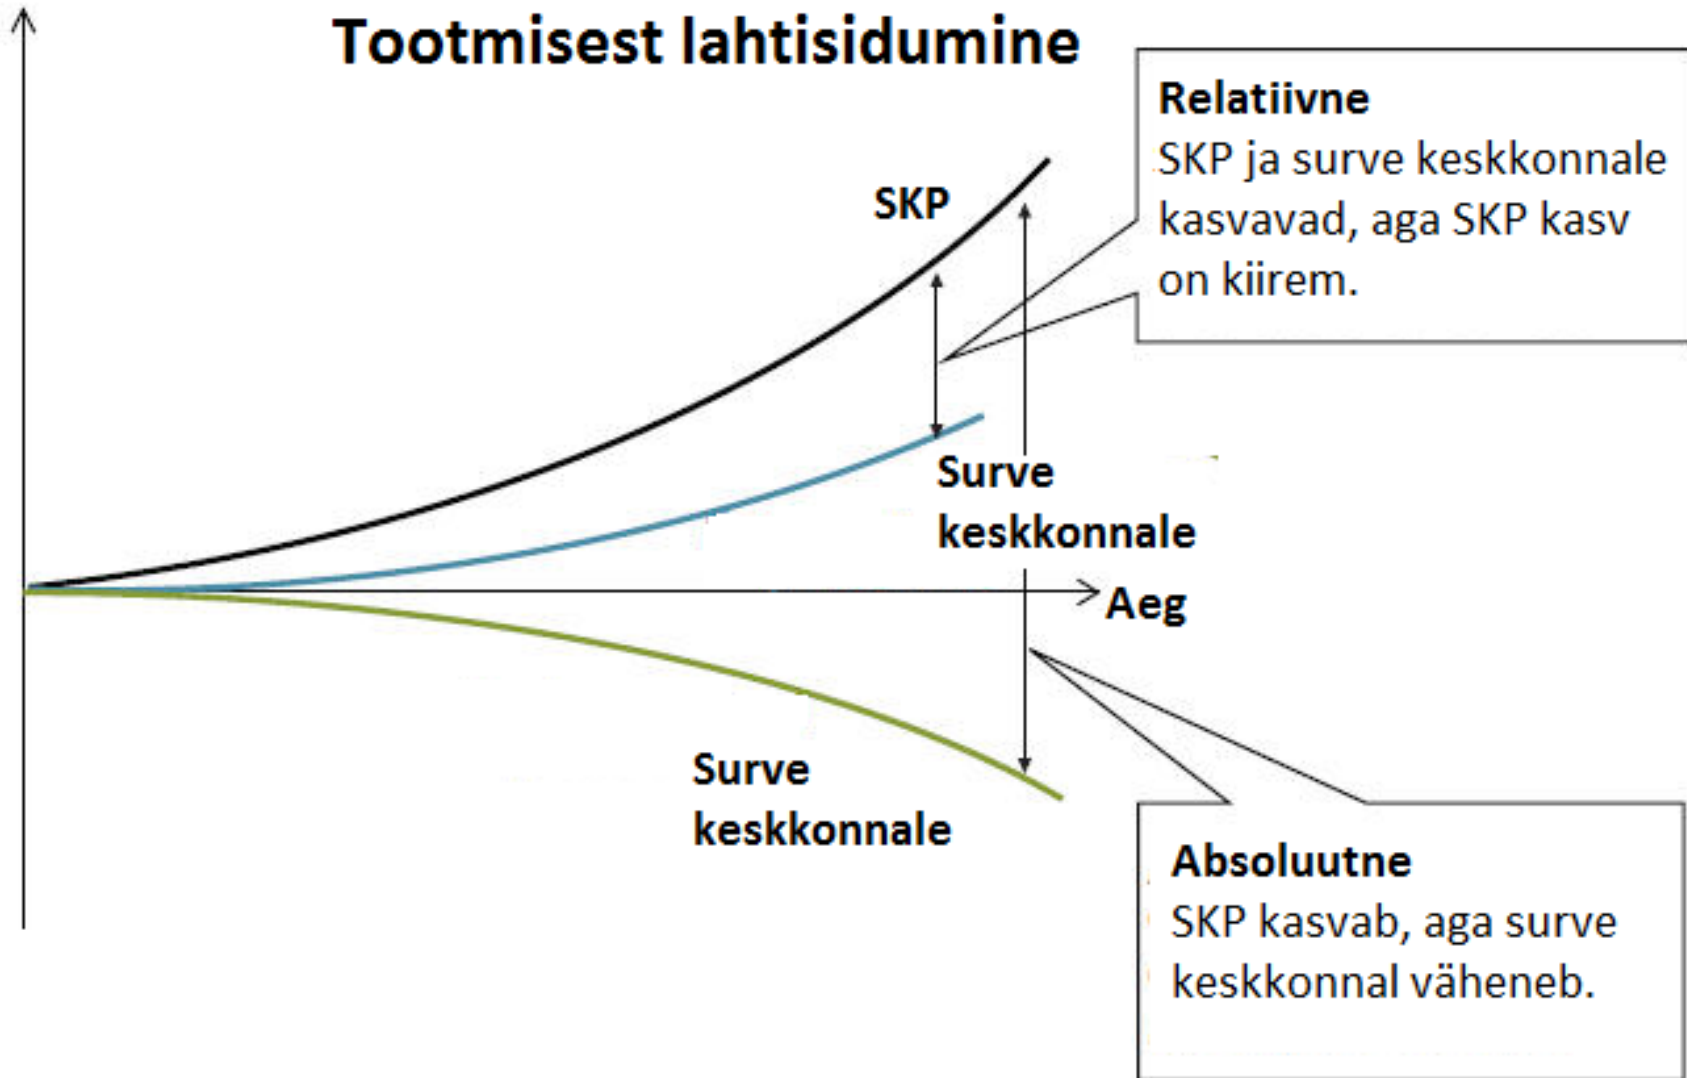 Tootmisest lahtisidumine
Relatiivne
SKP ja surve keskkonnale
kasvavad, aga SKP kasv
on kiirem.
SKP
Surve
keskkonnale
Aeg
Surve
keskkonnale
Absoluutne
SKP kasvab, aga surve
keskkonnal väheneb.